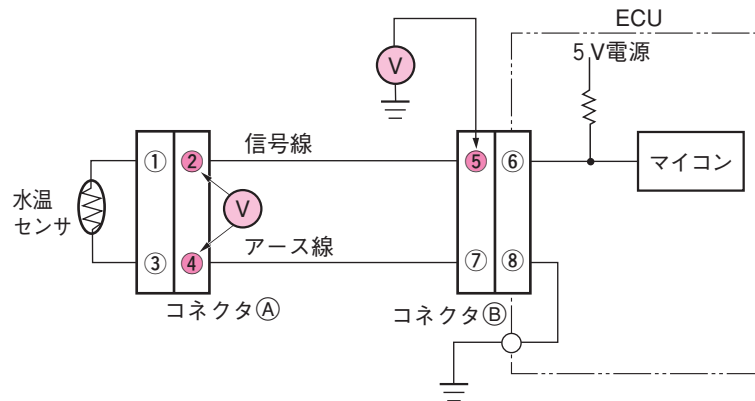 ECU
5 V電源
V
信号線
① ② ⑤ ⑥
マイコン
水温
センサ
V
アース線
③ ④ ⑦ ⑧
コネクタⒶ
コネクタⒷ